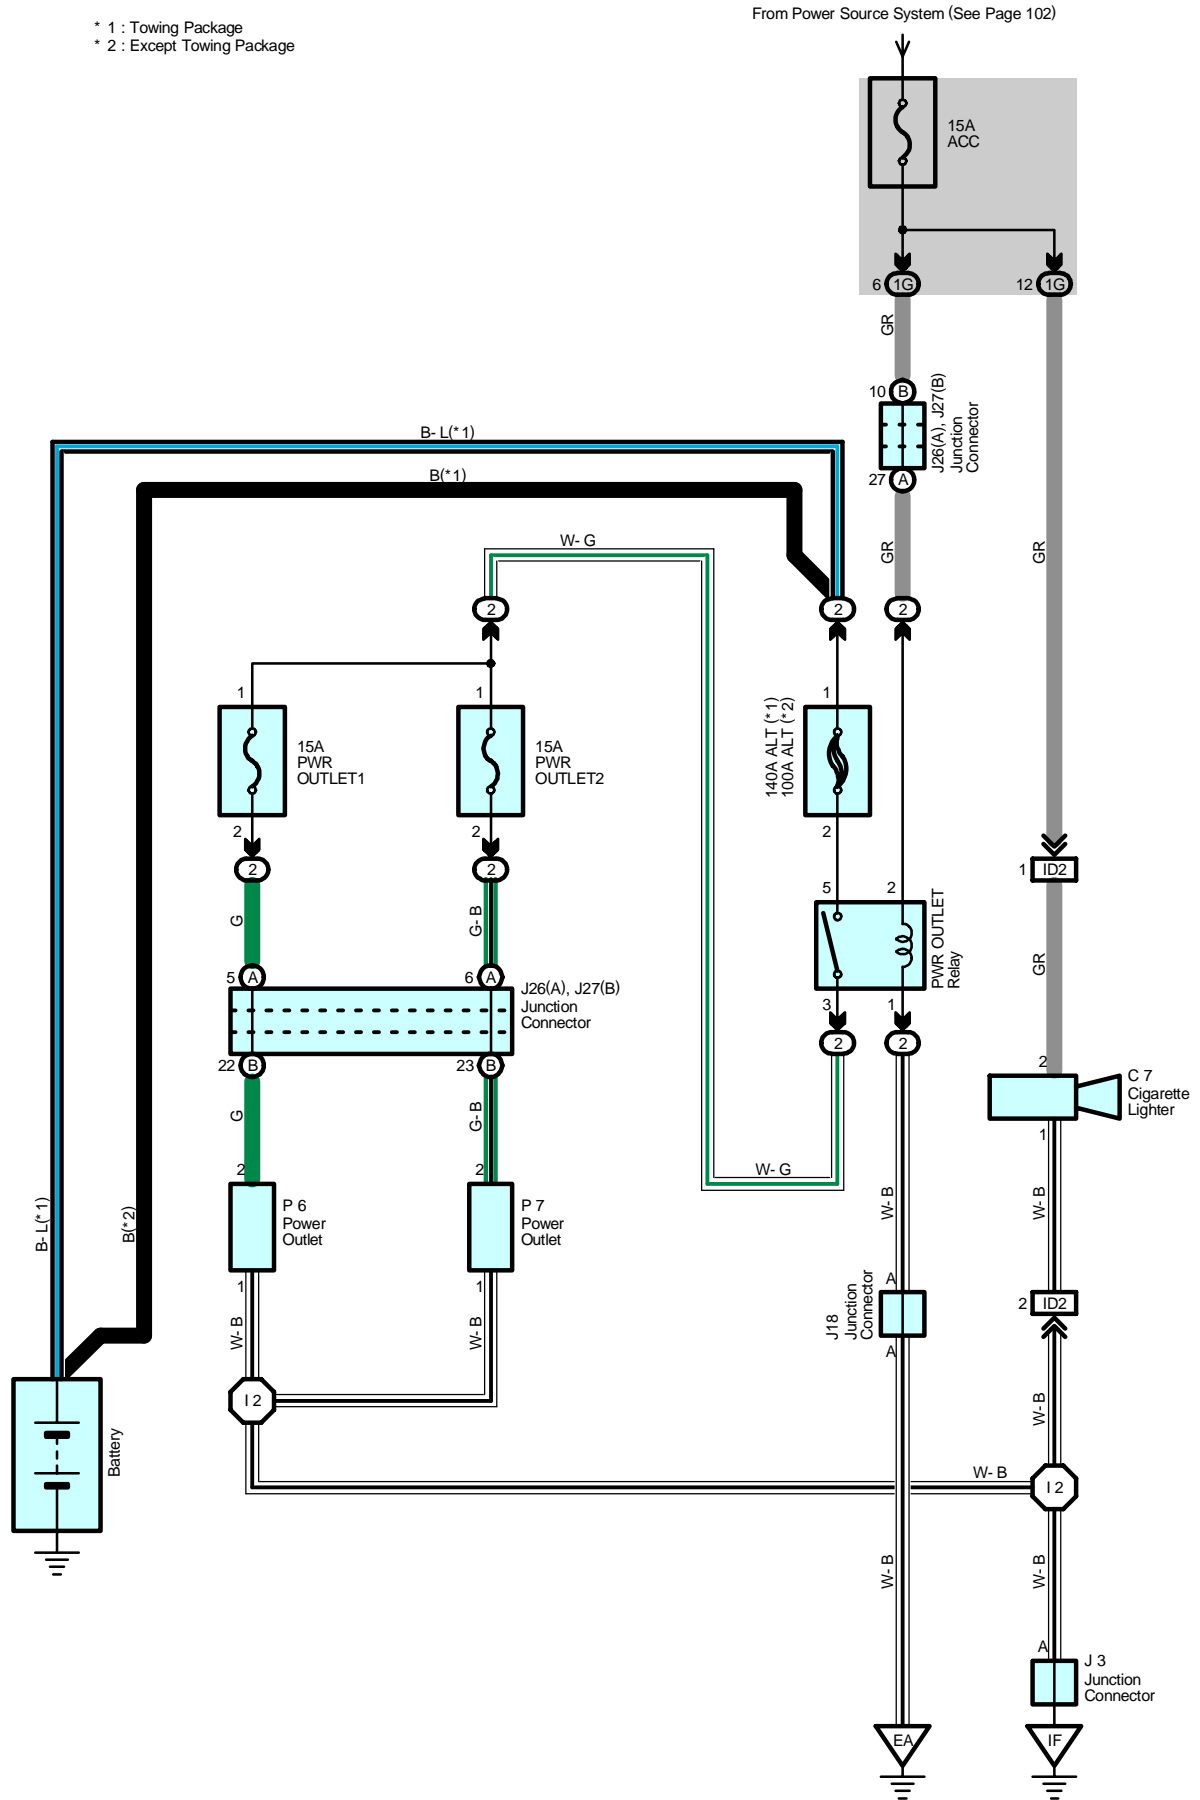 From Power Source System (See Page 102)
* 1 : Towing Package
* 2 : Except Towing Package
15A
ACC
6
1G
12
1G
GR
10
B
J26(A), J27(B)
Junction
Connector
27
A
B- L(* 1)
B(* 1)
W- G
GR
GR
2
2
2
1
1
1
15A
PWR
OUTLET1
15A
PWR
OUTLET2
140A ALT (* 1)
100A ALT (* 2)
2
2
2
2
2
1
ID2
5
2
G
G- B
PWR OUTLET
Relay
GR
5
A
6
A
J26(A), J27(B)
Junction
Connector
3
1
2
2
22
B
23
B
2
C 7
Cigarette
Lighter
G
G- B
1
2
2
W- G
P 6
Power
Outlet
P 7
Power
Outlet
B- L(* 1)
B(* 2)
W- B
W- B
1
1
A
J18
Junction
Connector
2
ID2
W- B
W- B
A
I 2
W- B
Battery
W- B
I 2
W- B
W- B
A
J 3
Junction
Connector
EA
IF